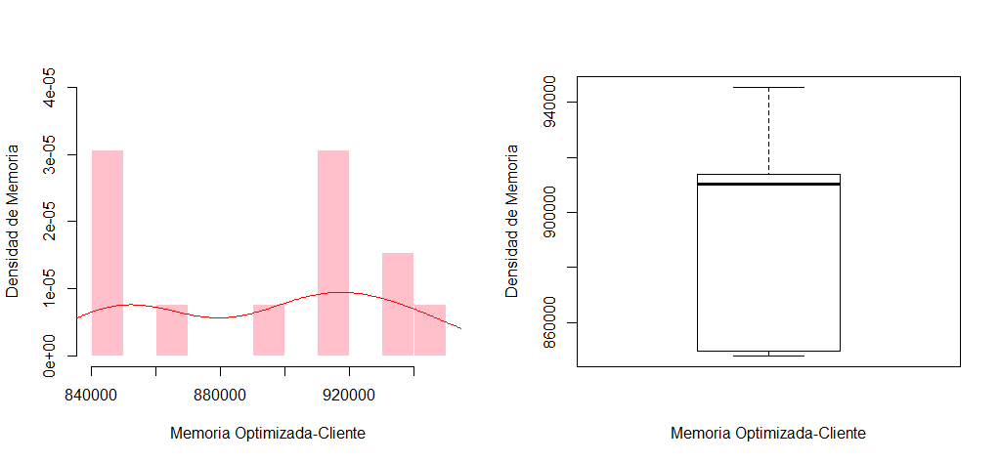 Densidad de Memoria
0e+00 1e-05 2e-05 3e-05 4e-05
840000 880000 920000
Memoria Optimizada-Cliente
Densidad de Memoria
860000 900000 940000
Memoria Optimizada-Cliente